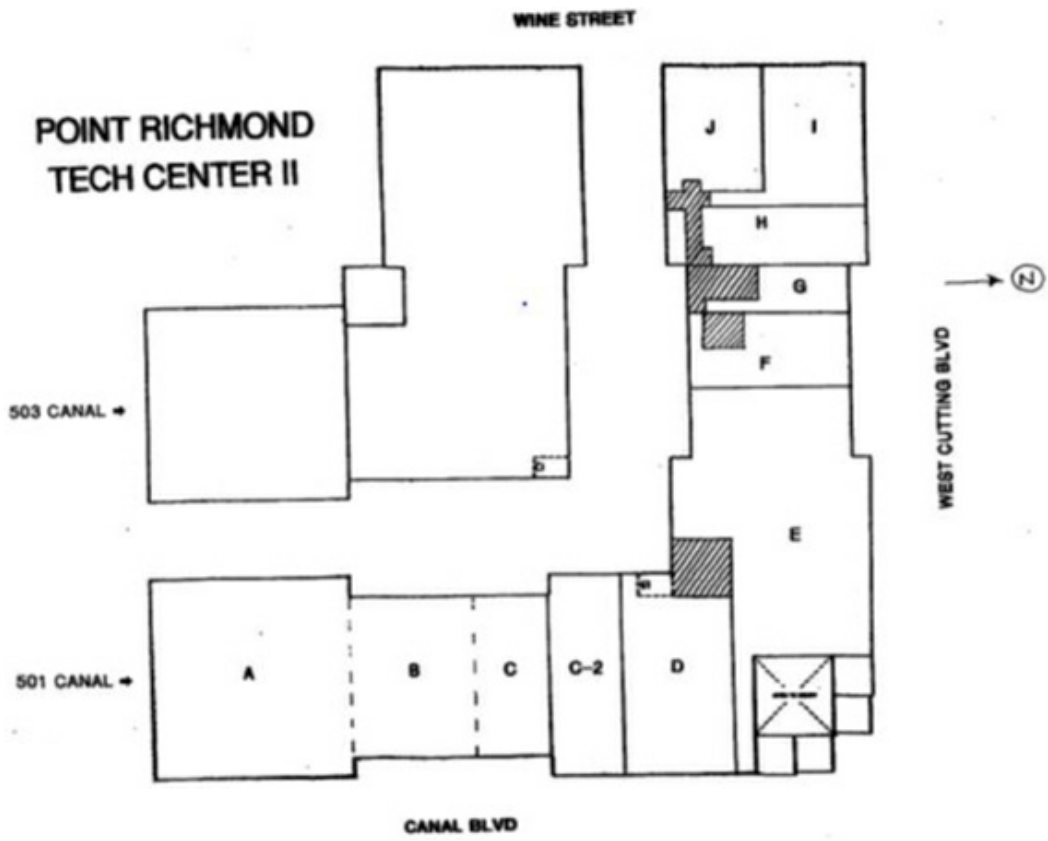 WINE STREET
POINT RICHMOND
TECH CENTER II
J
I
H
G
F
N
WEST CUTTING BLVD
503 CANAL →
E
501 CANAL →
A
B
C
C-2
D
CANAL BLVD